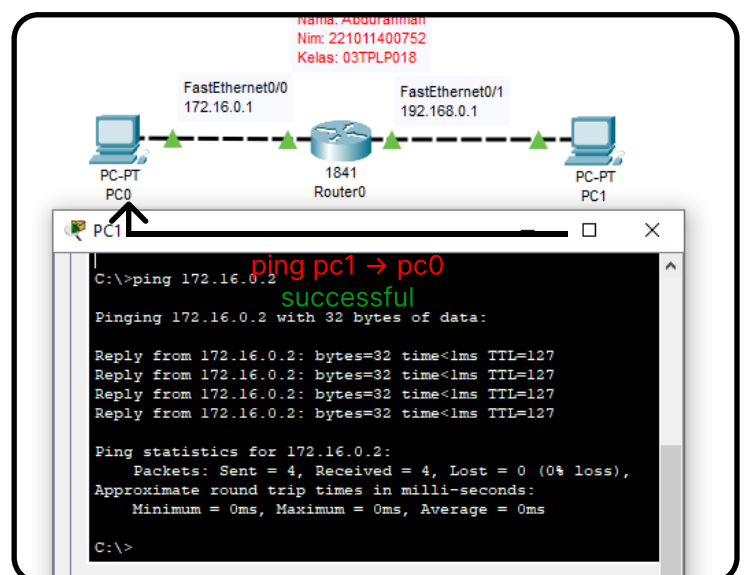 Nama: Abdurahman
Nim: 221011400752
Kelas: 03TPLP018
FastEthernet0/0
172.16.0.1
FastEthernet0/1
192.168.0.1
PC-PT
PC0
1841
Router0
PC-PT
PC1
PC1
ping pc1 → pc0
successful
C:\>ping 172.16.0.2
Pinging 172.16.0.2 with 32 bytes of data:
Reply from 172.16.0.2: bytes=32 time<1ms TTL=127
Reply from 172.16.0.2: bytes=32 time<1ms TTL=127
Reply from 172.16.0.2: bytes=32 time<1ms TTL=127
Reply from 172.16.0.2: bytes=32 time<1ms TTL=127
Ping statistics for 172.16.0.2:
Packets: Sent = 4, Received = 4, Lost = 0 (0% loss),
Approximate round trip times in milli-seconds:
Minimum = 0ms, Maximum = 0ms, Average = 0ms
C:\>